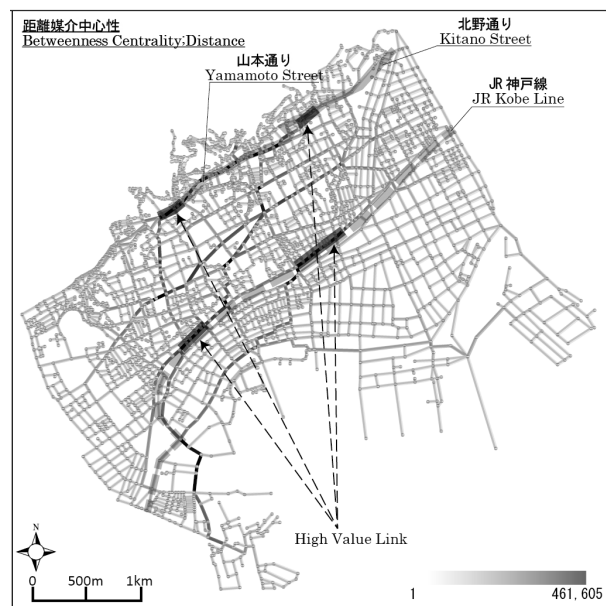 距離媒介中心性
Betweenness Centrality:Distance
北野通り
Kitano Street
山本通り
Yamamoto Street
JR 神戸線
JR Kobe Line
High Value Link
N
0 500m 1km
1 461,605